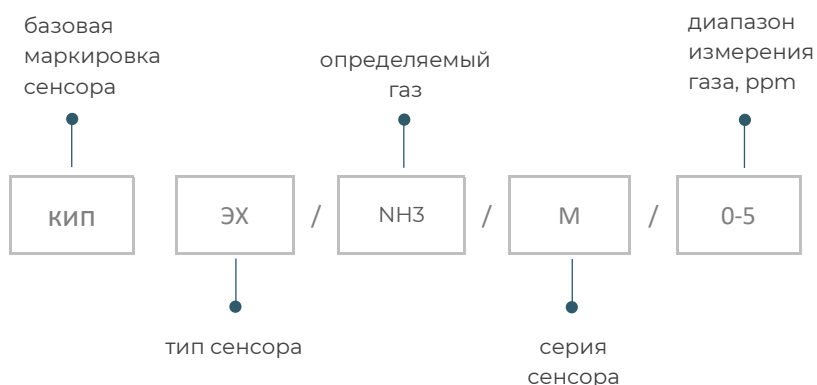 базовая
маркировка
сенсора
определяемый
газ
диапазон
измерения
газа, ppm
кип ЭХ / NH3 / М / 0-5
тип сенсора
серия
сенсора